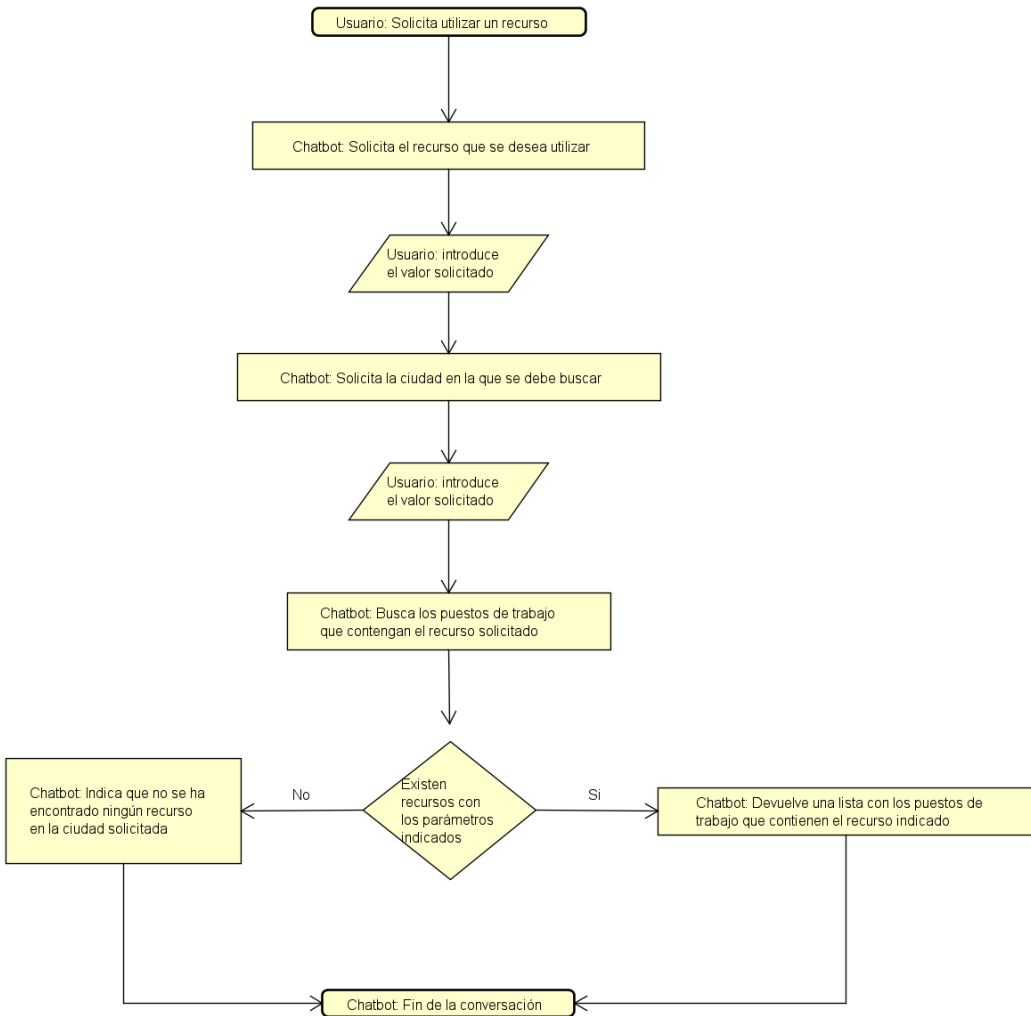 Usuario: Solicita utilizar un recurso
Chatbot: Solicita el recurso que se desea utilizar
Usuario: introduce
el valor solicitado
Chatbot: Solicita la ciudad en la que se debe buscar
Usuario: introduce
el valor solicitado
Chatbot: Busca los puestos de trabajo
que contengan el recurso solicitado
Existen
recursos con
los parámetros
indicados
No
Chatbot: Indica que no se ha
encontrado ningún recurso
en la ciudad solicitada
Si
Chatbot: Devuelve una lista con los puestos de
trabajo que contienen el recurso indicado
Chatbot: Fin de la conversación